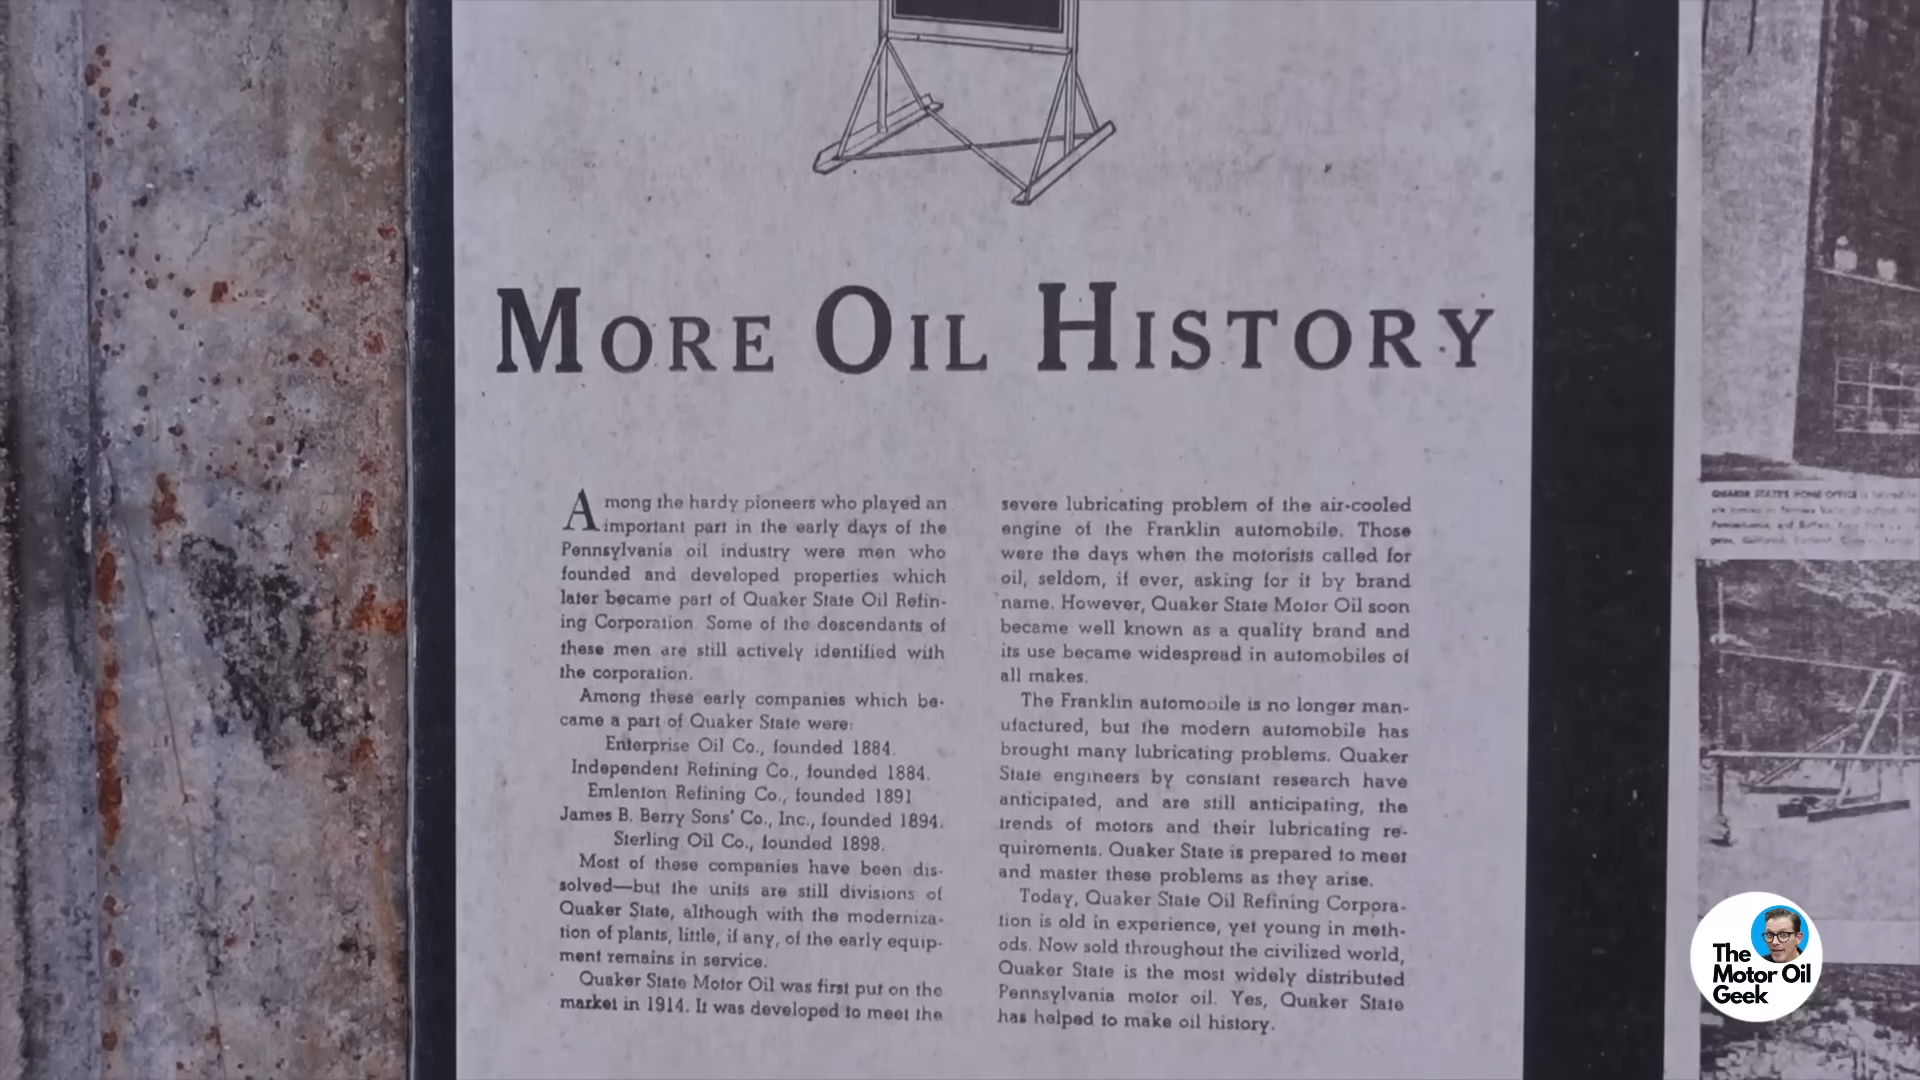 MORE OIL HISTORY
Among the hardy pioneers who played an
important part in the early days of the
Pennsylvania oil industry were men who
founded and developed properties which
later became part of Quaker State Oil Refin-
ing Corporation. Some of the descendants of
these men are still actively identified with
the corporation.
Among these early companies which be-
came a part of Quaker State were:
Enterprise Oil Co., founded 1884.
Independent Refining Co., founded 1884.
Emlenton Refining Co., founded 1891
James B. Berry Sons' Co., Inc., founded 1894.
Sterling Oil Co., founded 1898.
Most of these companies have been dis-
solved—but the units are still divisions of
Quaker State, although with the moderniza-
tion of plants, little, if any, of the early equip-
ment remains in service.
Quaker State Motor Oil was first put on the
market in 1914. It was developed to meet the
severe lubricating problem of the air-cooled
engine of the Franklin automobile. Those
were the days when the motorists called for
oil, seldom, if ever, asking for it by brand
name. However, Quaker State Motor Oil soon
became well known as a quality brand and
its use became widespread in automobiles of
all makes.
The Franklin automobile is no longer man-
ufactured, but the modern automobile has
brought many lubricating problems. Quaker
State engineers by constant research have
anticipated, and are still anticipating, the
trends of motors and their lubricating re-
quirements. Quaker State is prepared to meet
and master these problems as they arise.
Today, Quaker State Oil Refining Corpora-
tion is old in experience, yet young in meth-
ods. Now sold throughout the civilized world,
Quaker State is the most widely distributed
Pennsylvania motor oil. Yes, Quaker State
has helped to make oil history.
QUAKER STATE'S HOME OFFICE
The
Motor Oil
Geek